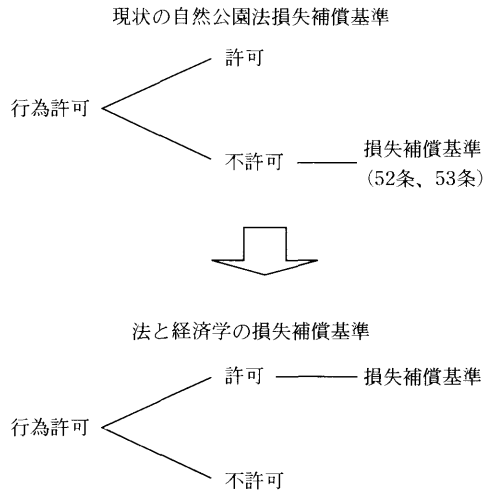 現状の自然公園法損失補償基準
許可
行為許可
不許可
損失補償基準
（52条、53条）
法と経済学の損失補償基準
許可
損失補償基準
行為許可
不許可